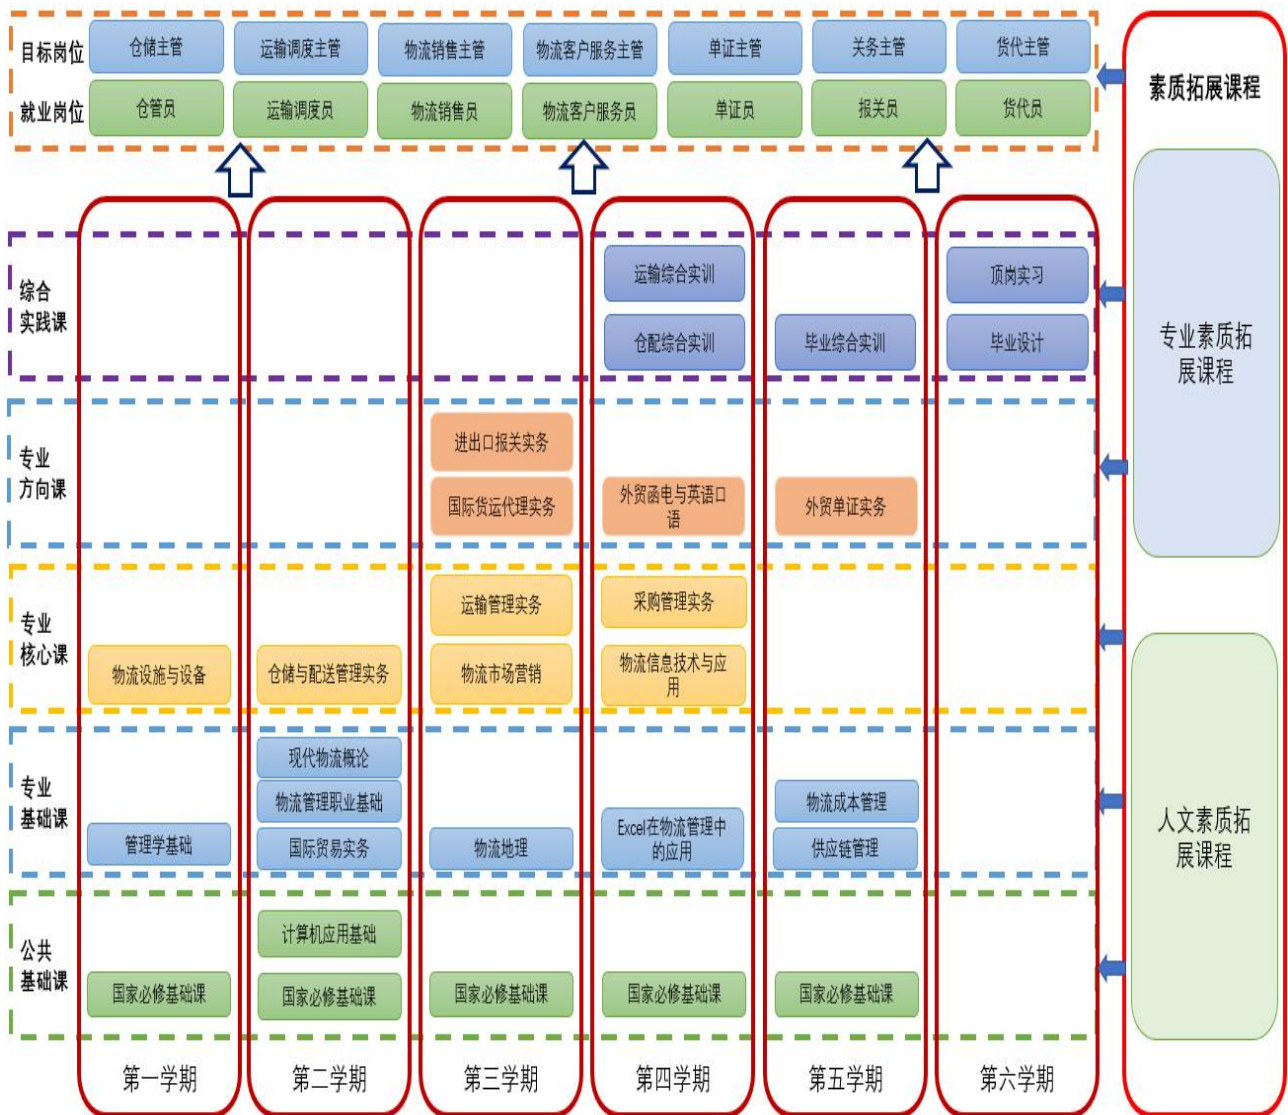 目标岗位
仓储主管
运输调度主管
物流销售主管
物流客户服务主管
单证主管
关务主管
货代主管
就业岗位
仓管员
运输调度员
物流销售员
物流客户服务员
单证员
报关员
货代员
素质拓展课程
专业素质拓
展课程
人文素质拓
展课程
综合
实践课
运输综合实训
顶岗实习
仓配综合实训
毕业综合实训
毕业设计
专业
方向课
进出口报关实务
国际货运代理实务
外贸函电与英语口
语
外贸单证实务
专业
核心课
运输管理实务
采购管理实务
物流设施与设备
仓储与配送管理实务
物流市场营销
物流信息技术与应
用
专业
基础课
现代物流概论
物流管理职业基础
物流成本管理
管理学基础
国际贸易实务
物流地理
Excel在物流管理中
的应用
供应链管理
公共
基础课
计算机应用基础
国家必修基础课
国家必修基础课
国家必修基础课
国家必修基础课
国家必修基础课
第一学期
第二学期
第三学期
第四学期
第五学期
第六学期